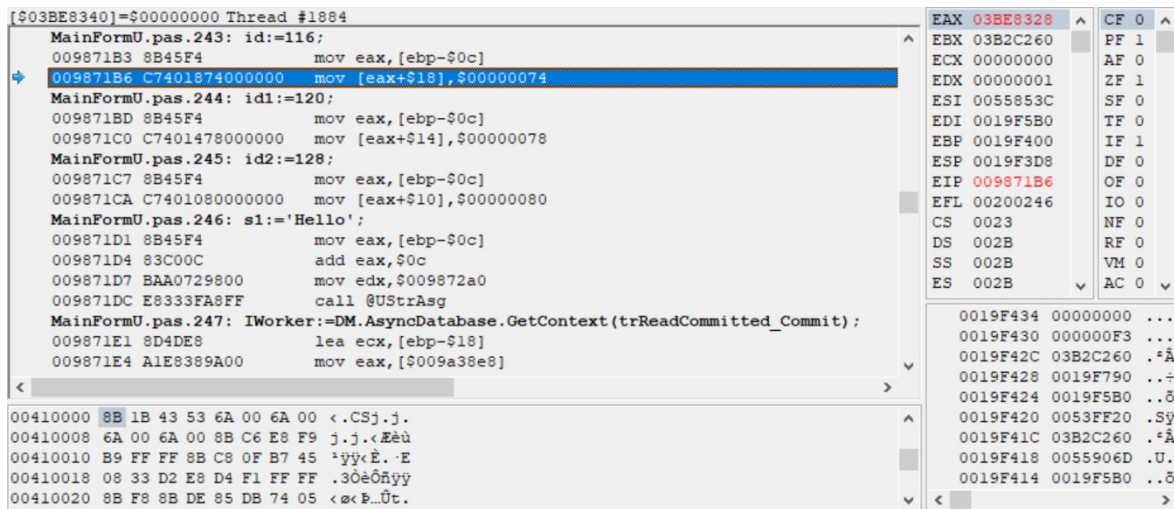 [$03BE8340]=$00000000 Thread #1884
MainFormU.pas.243: id:=116;
009871B3 8B45F4 mov eax,[ebp-$0c]
009871B6 C7401874000000 mov [eax+$18],$00000074
MainFormU.pas.244: id1:=120;
009871BD 8B45F4 mov eax,[ebp-$0c]
009871C0 C7401478000000 mov [eax+$14],$00000078
MainFormU.pas.245: id2:=128;
009871C7 8B45F4 mov eax,[ebp-$0c]
009871CA C7401080000000 mov [eax+$10],$00000080
MainFormU.pas.246: s1:='Hello';
009871D1 8B45F4 mov eax,[ebp-$0c]
009871D4 83C00C add eax,$0c
009871D7 BAA0729800 mov edx,$009872a0
009871DC E8333FA8FF call @UStrAsg
MainFormU.pas.247: IWorker:=DM.AsyncDatabase.GetContext(trReadCommitted_Commit);
009871E1 8D4DE8 lea ecx,[ebp-$18]
009871E4 A1E8389A00 mov eax,[$009a38e8]
00410000 8B 1B 43 53 6A 00 6A 00 ‹.CSj.j.
00410008 6A 00 6A 00 8B C6 E8 F9 j.j.‹Æèù
00410010 B9 FF FF 8B C8 0F B7 45 ¹ÿÿ‹È.·E
00410018 08 33 D2 E8 D4 F1 FF FF .3ÒèÔñÿÿ
00410020 8B F8 8B DE 85 DB 74 05 ‹ø‹Þ…Ût.
EAX 03BE8328
EBX 03B2C260
ECX 00000000
EDX 00000001
ESI 0055853C
EDI 0019F5B0
EBP 0019F400
ESP 0019F3D8
EIP 009871B6
EFL 00200246
CS 0023
DS 002B
SS 002B
ES 002B
CF 0
PF 1
AF 0
ZF 1
SF 0
TF 0
IF 1
DF 0
OF 0
IO 0
NF 0
RF 0
VM 0
AC 0
0019F434 00000000 ...
0019F430 000000F3 ...
0019F42C 03B2C260 .²Â
0019F428 0019F790 ..÷
0019F424 0019F5B0 ..õ
0019F420 0053FF20 .Sÿ
0019F41C 03B2C260 .²Â
0019F418 0055906D .U.
0019F414 0019F5B0 ..õ